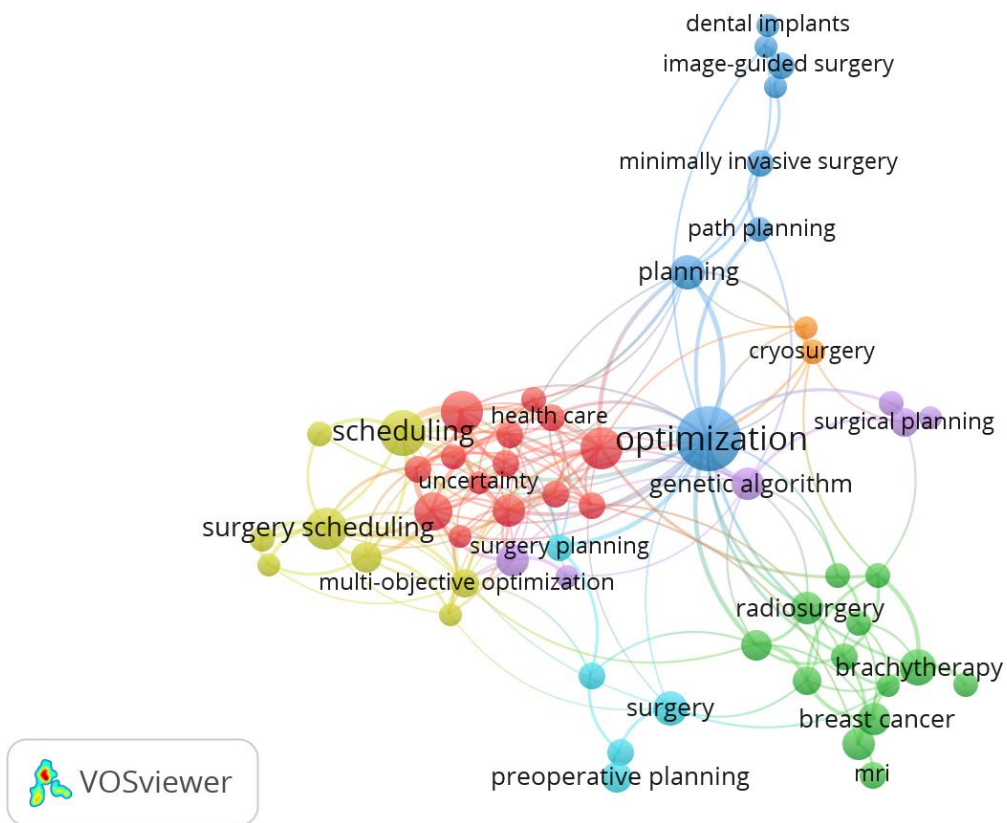 dental implants
image-guided surgery
minimally invasive surgery
path planning
planning
cryosurgery
health care
scheduling
surgical planning
optimization
uncertainty
genetic algorithm
surgery scheduling
surgery planning
multi-objective optimization
radiosurgery
brachytherapy
surgery
breast cancer
preoperative planning
mri
VOSviewer